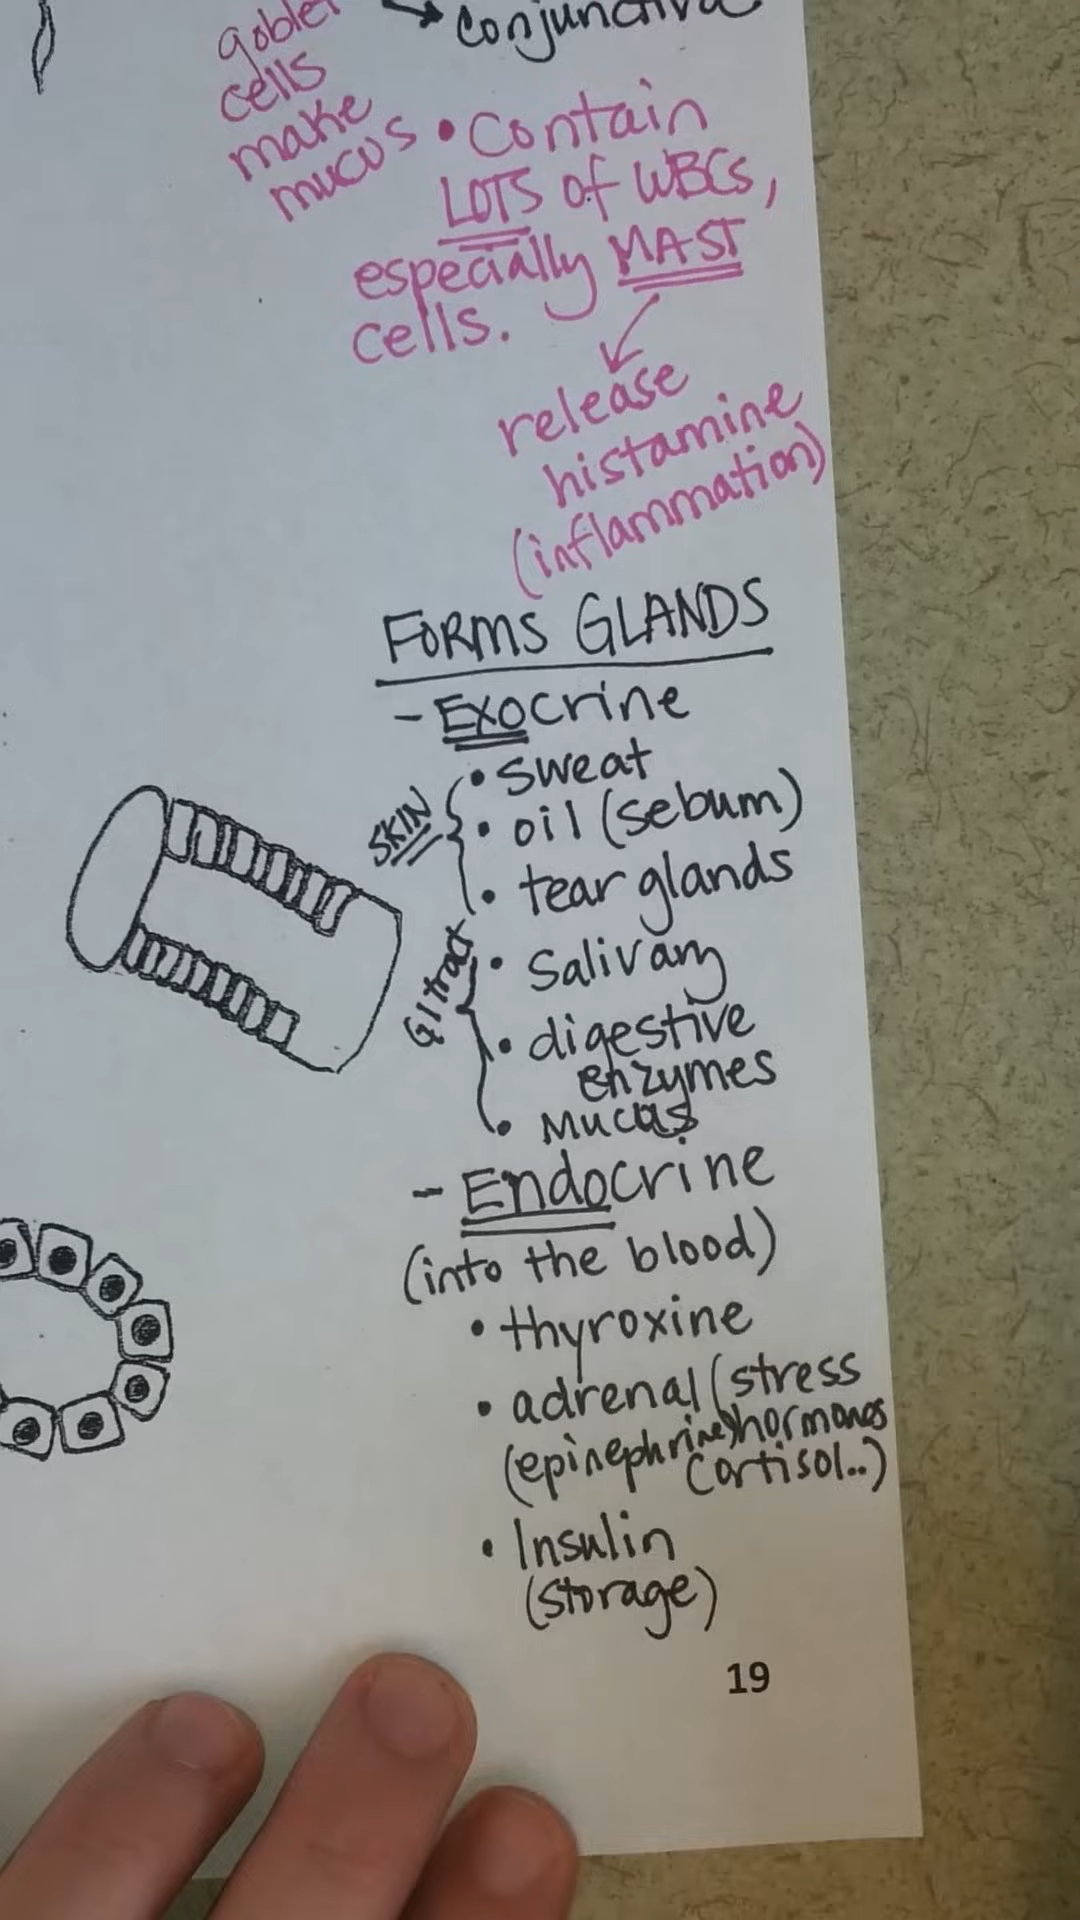 goblet
cells
make
mucus
conjunctiva
• Contain
LOTS of WBCs,
especially MAST
cells.
release
histamine
(inflammation)
FORMS GLANDS
- Exocrine
SKIN
• sweat
• oil (sebum)
• tear glands
GI tract
• Salivary
• digestive
enzymes
• Mucus
- Endocrine
(into the blood)
• thyroxine
• adrenal (stress
(epinephrine) hormones
Cortisol..)
• Insulin
(storage)
19